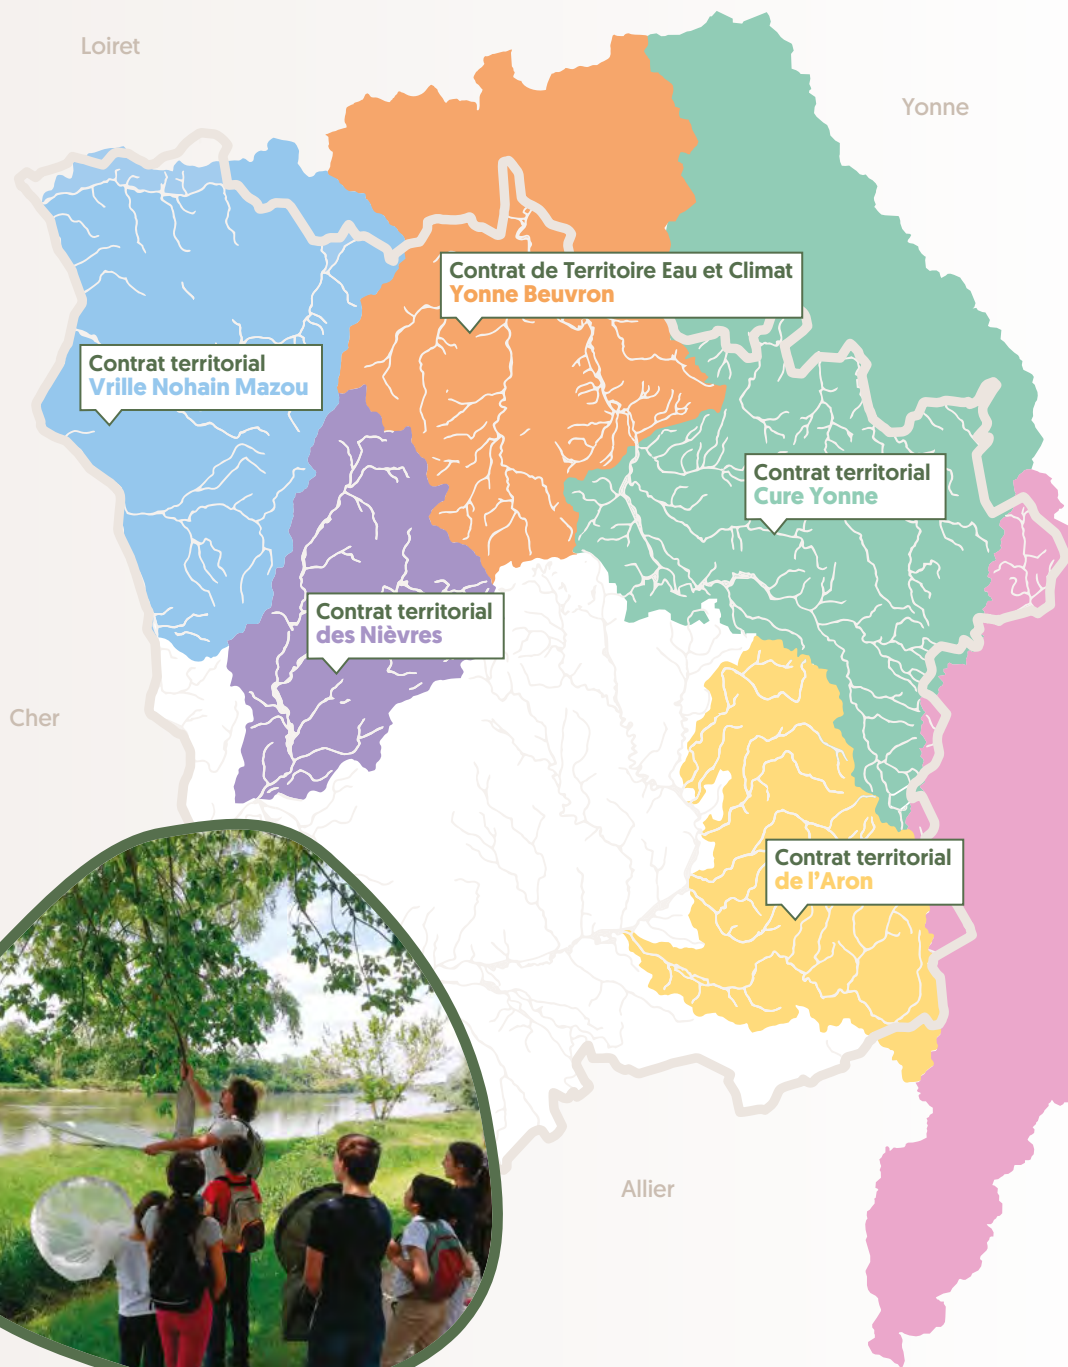 Loiret
Yonne
Contrat de Territoire Eau et Climat
Yonne Beuvron
Contrat territorial
Vrille Nohain Mazou
Contrat territorial
Cure Yonne
Contrat territorial
des Nièvres
Cher
Contrat territorial
de l'Aron
Allier